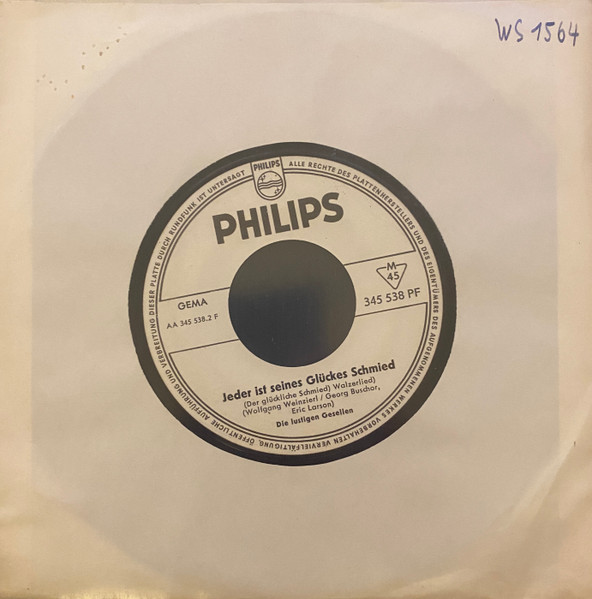 WS 1564
PHILIPS
ALLE RECHTE DES PLATTENHERSTELLERS UND DES EIGENTÜMERS DES AUFGENOMMENEN WERKES VORBEHALTEN VERVIELFÄLTIGUNG, ÖFFENTLICHE AUFFÜHRUNG UND VERBREITUNG DIESER PLATTE DURCH RUNDFUNK IST UNTERSAGT
PHILIPS
M
45
GEMA
345 538 PF
AA 345 538.2 F
Jeder ist seines Glückes Schmied
(Der glückliche Schmied) Walzerlied)
(Wolfgang Weinzierl / Georg Buschor,
Eric Larson)
Die lustigen Gesellen